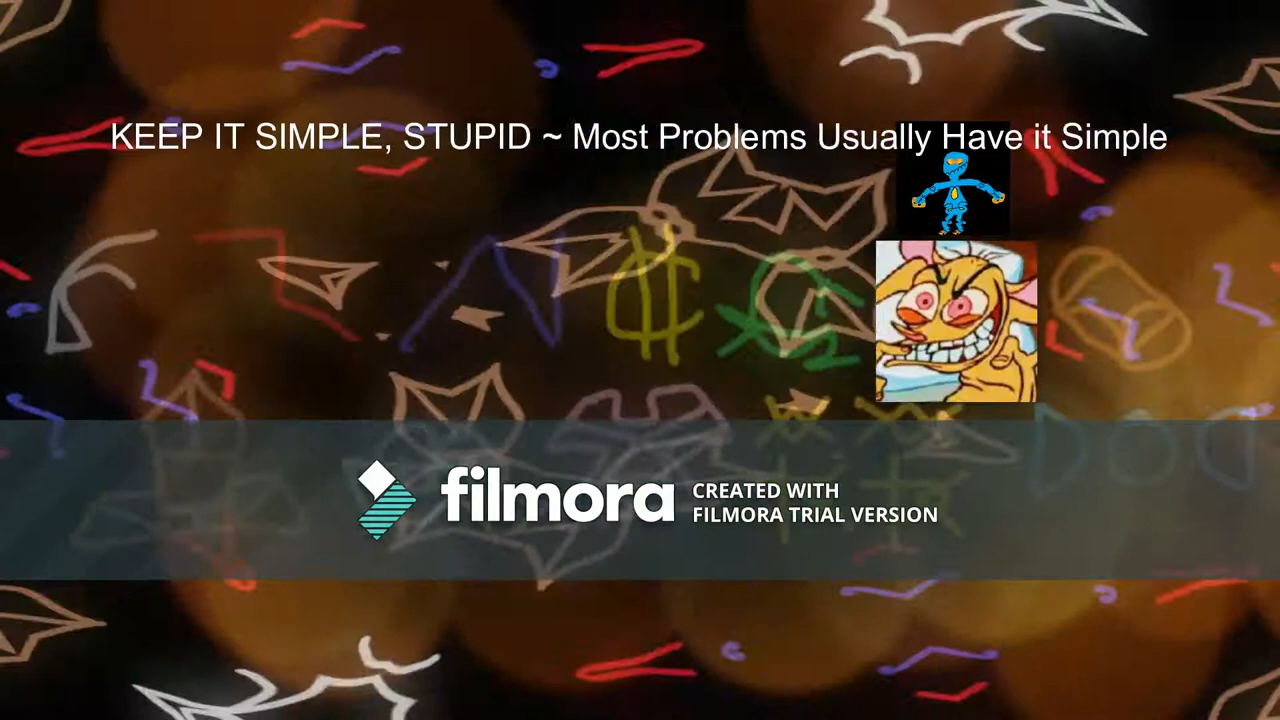 KEEP IT SIMPLE, STUPID ~ Most Problems Usually Have it Simple
filmora
CREATED WITH
FILMORA TRIAL VERSION